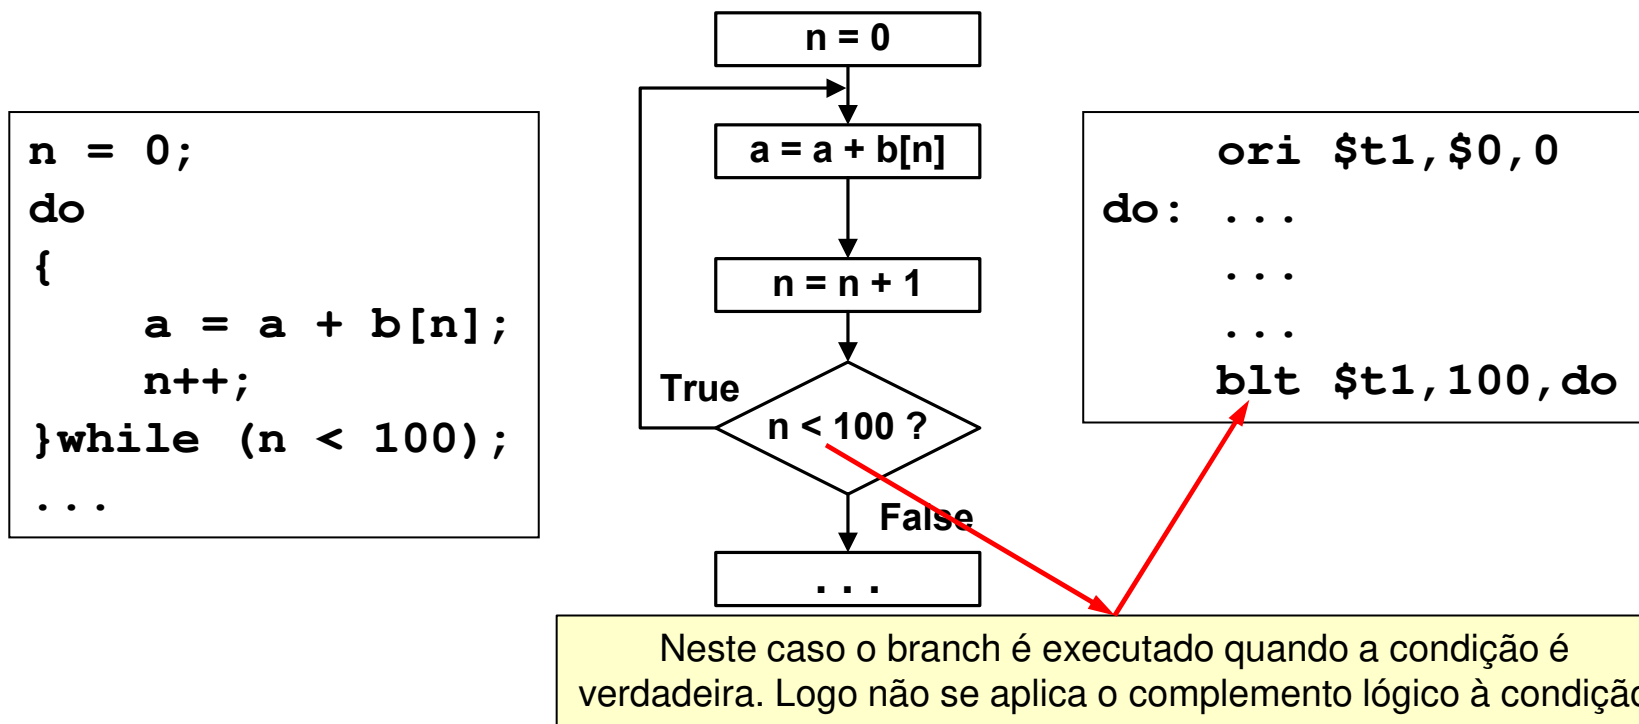 n = 0;
do
{
a = a + b[n];
n++;
}while (n < 100);
...
n = 0
a = a + b[n]
n = n + 1
True
n < 100 ?
False
. . .
ori $t1,$0,0
do: ...
...
...
blt $t1,100,do
Neste caso o branch é executado quando a condição é
verdadeira. Logo não se aplica o complemento lógico à condição